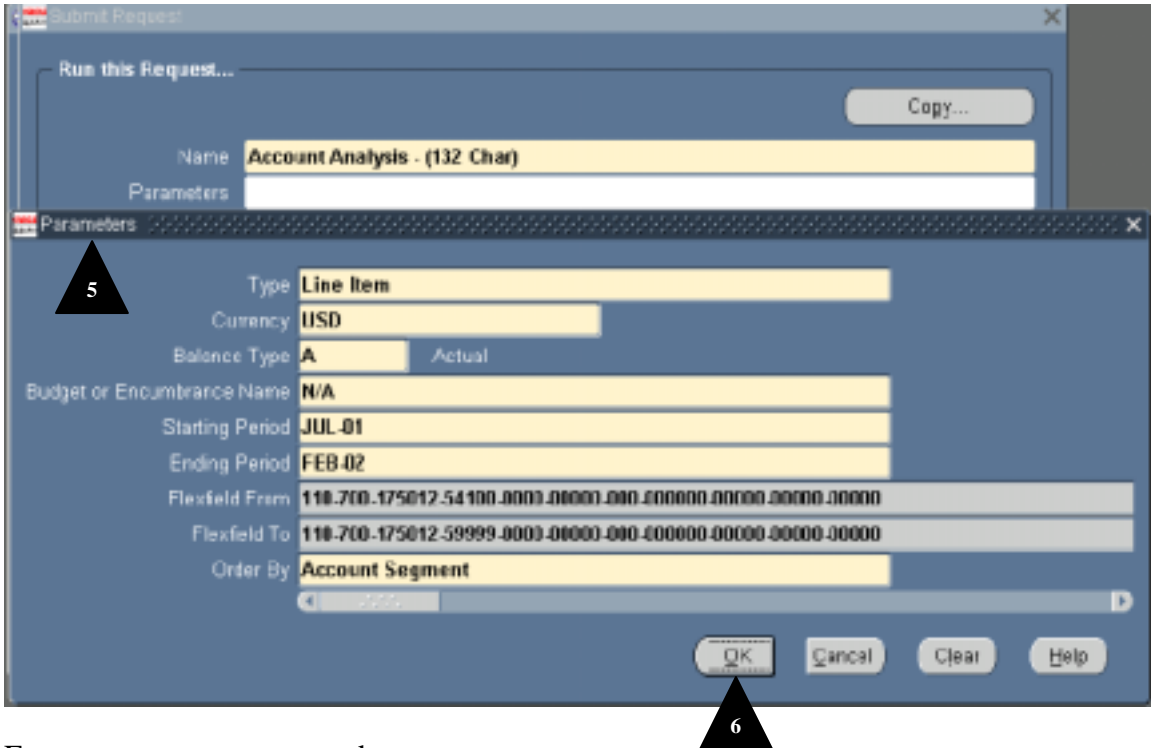 Submit Request
Run this Request...
Copy...
Name Account Analysis - (132 Char)
Parameters
Parameters
5
Type Line Item
Currency USD
Balance Type A Actual
Budget or Encumbrance Name N/A
Starting Period JUL-01
Ending Period FEB-02
Flexfield From 110-700-175012-54100-0000-00000-000-000000-00000-00000-00000
Flexfield To 110-700-175012-59999-0000-00000-000-000000-00000-00000-00000
Order By Account Segment
OK Cancel Clear Help
6